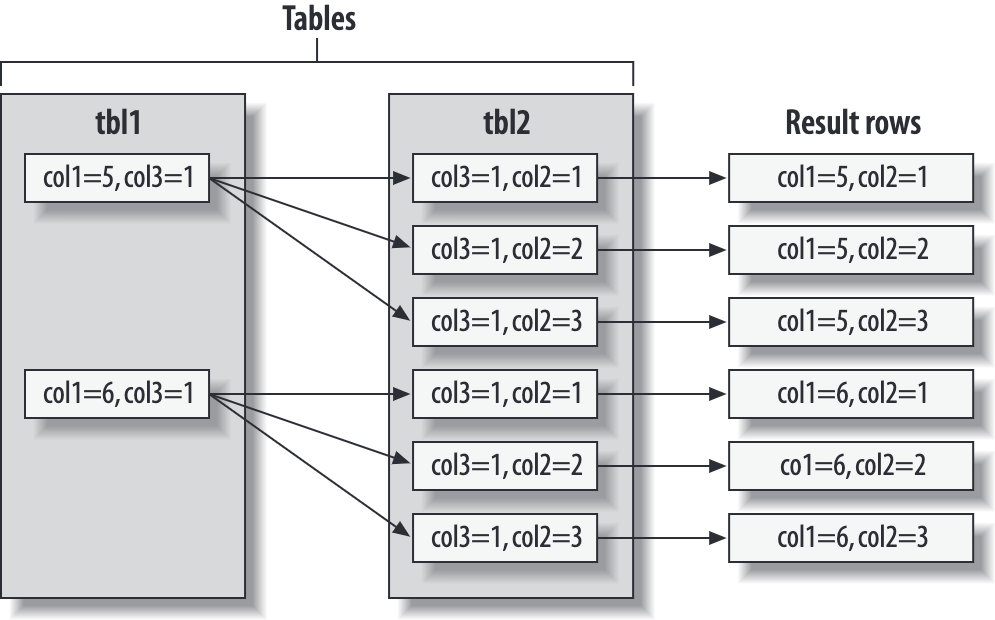 Tables
tbl1
tbl2
Result rows
col1=5, col3=1
col3=1, col2=1
col1=5, col2=1
col3=1, col2=2
col1=5, col2=2
col3=1, col2=3
col1=5, col2=3
col1=6, col3=1
col3=1, col2=1
col1=6, col2=1
col3=1, col2=2
co1=6, col2=2
col3=1, col2=3
col1=6, col2=3